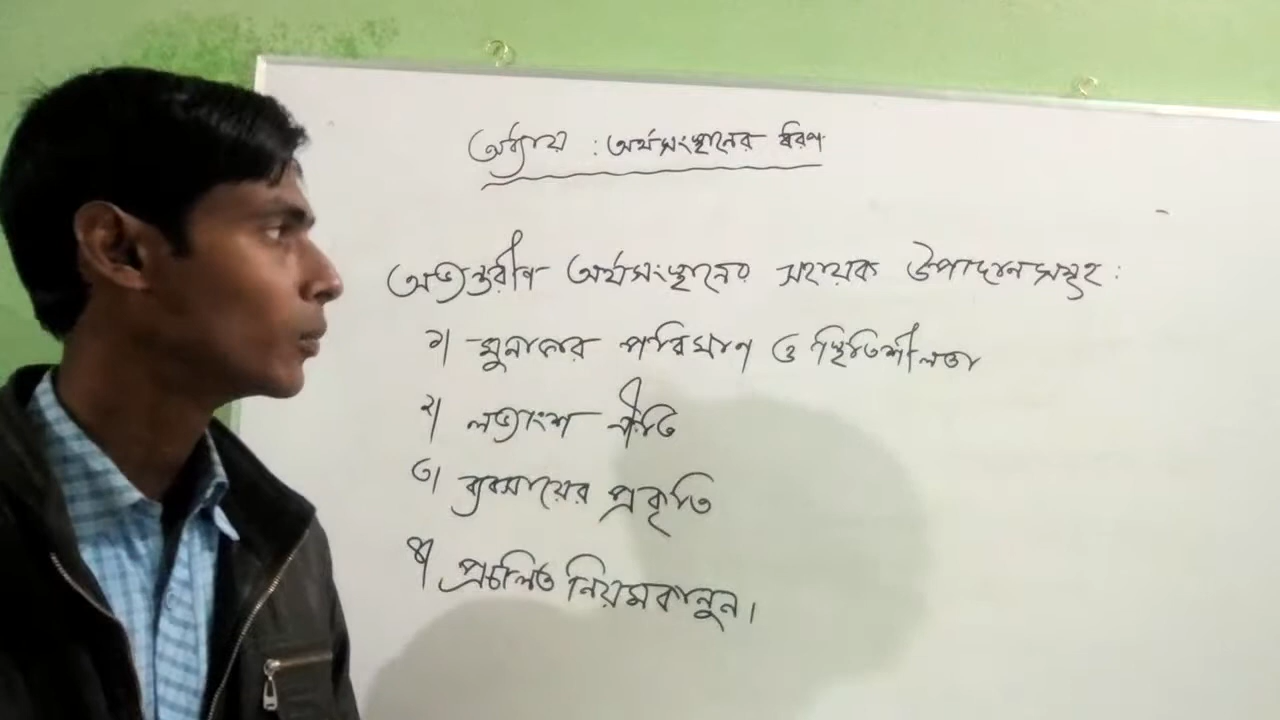 অধ্যায় : অর্থসংস্থানের ধরণ
অভ্যন্তরীণ অর্থসংস্থানের সহায়ক উপাদানসমূহ :
১) মুনাফার পরিমাণ ও স্থিতিশীলতা
২) লভ্যাংশ নীতি
৩) ব্যবসায়ের প্রকৃতি
৪) প্রচলিত নিয়মকানুন।